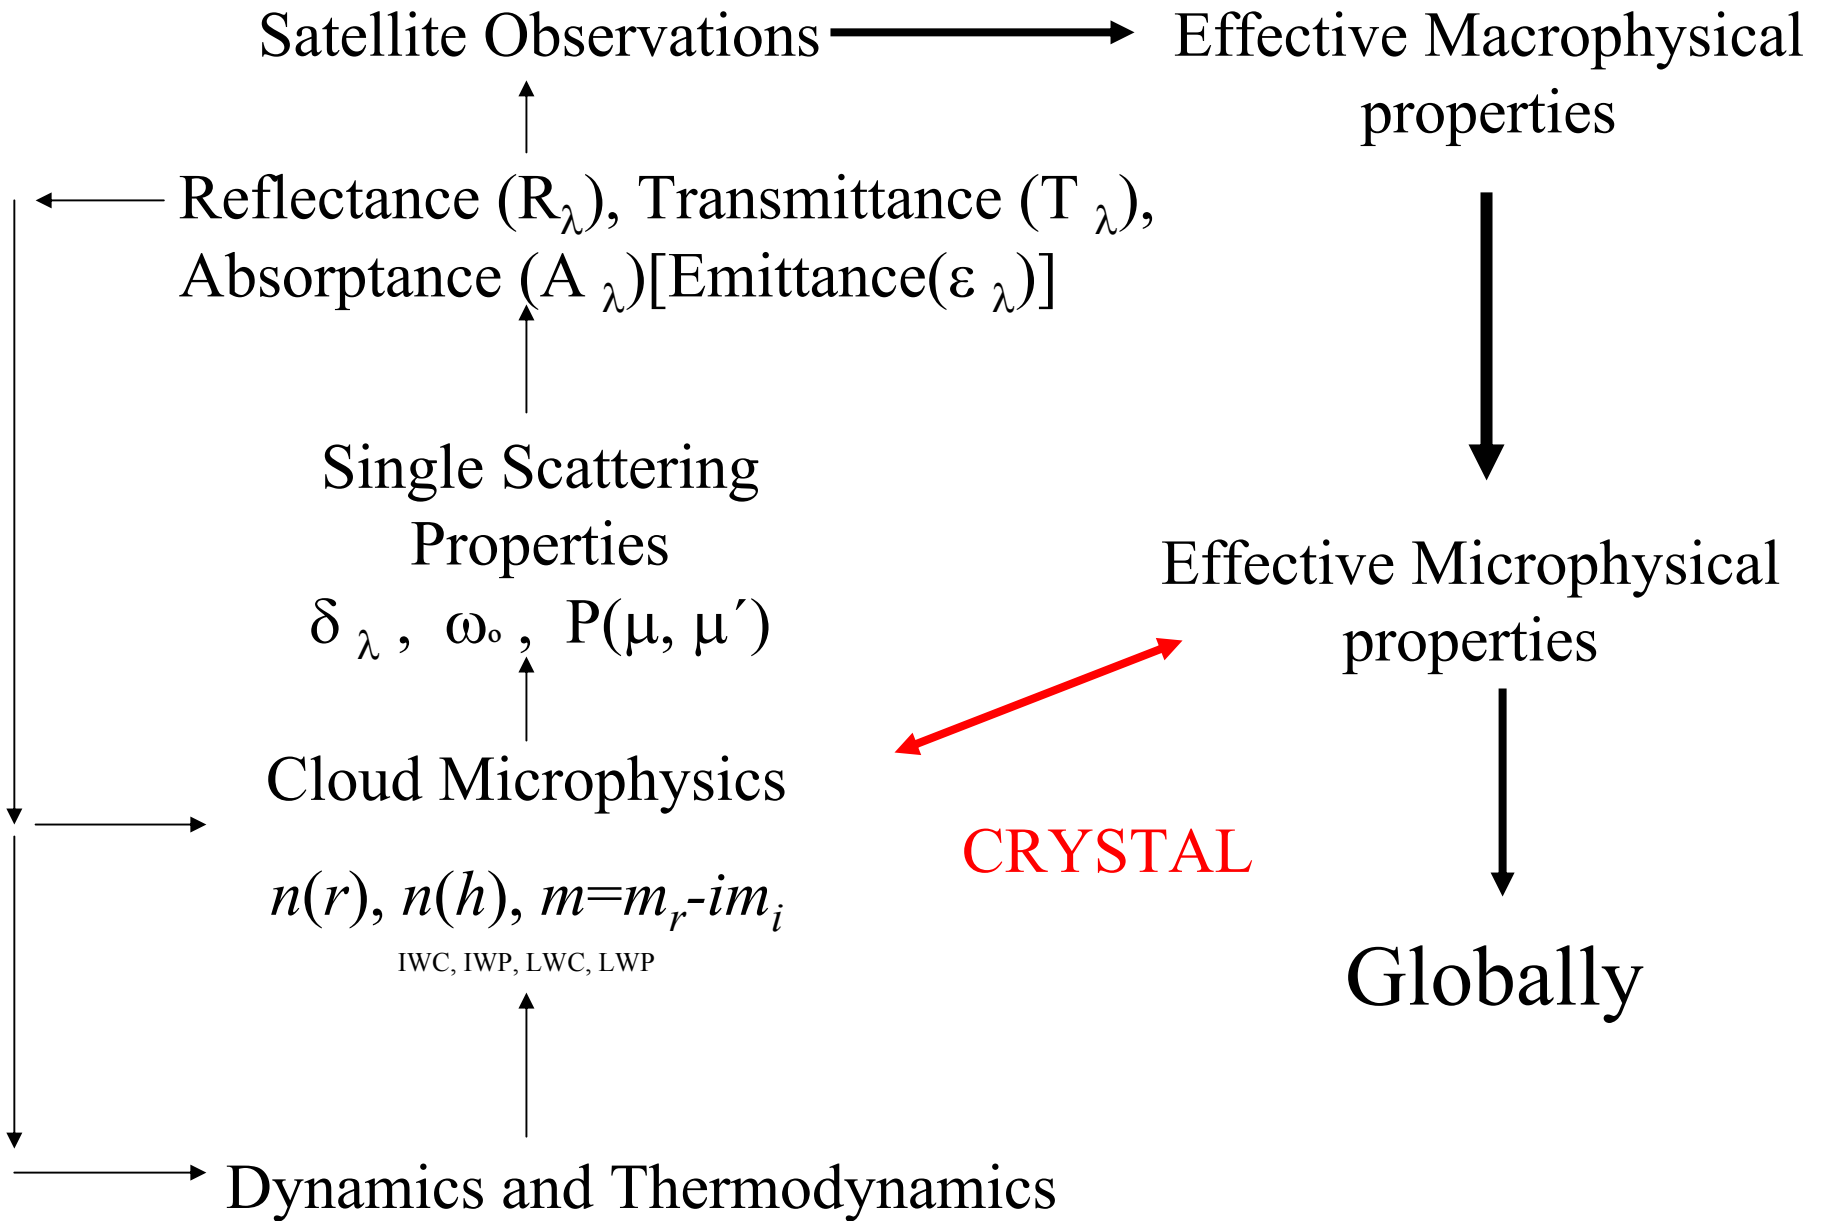 Satellite Observations
Effective Macrophysical
properties
Reflectance (Rλ), Transmittance (T λ),
Absorptance (A λ)[Emittance(ε λ)]
Single Scattering
Properties
δ λ , ωo , P(μ, μ´)
Effective Microphysical
properties
Cloud Microphysics
CRYSTAL
n(r), n(h), m=mr-imi
IWC, IWP, LWC, LWP
Globally
Dynamics and Thermodynamics